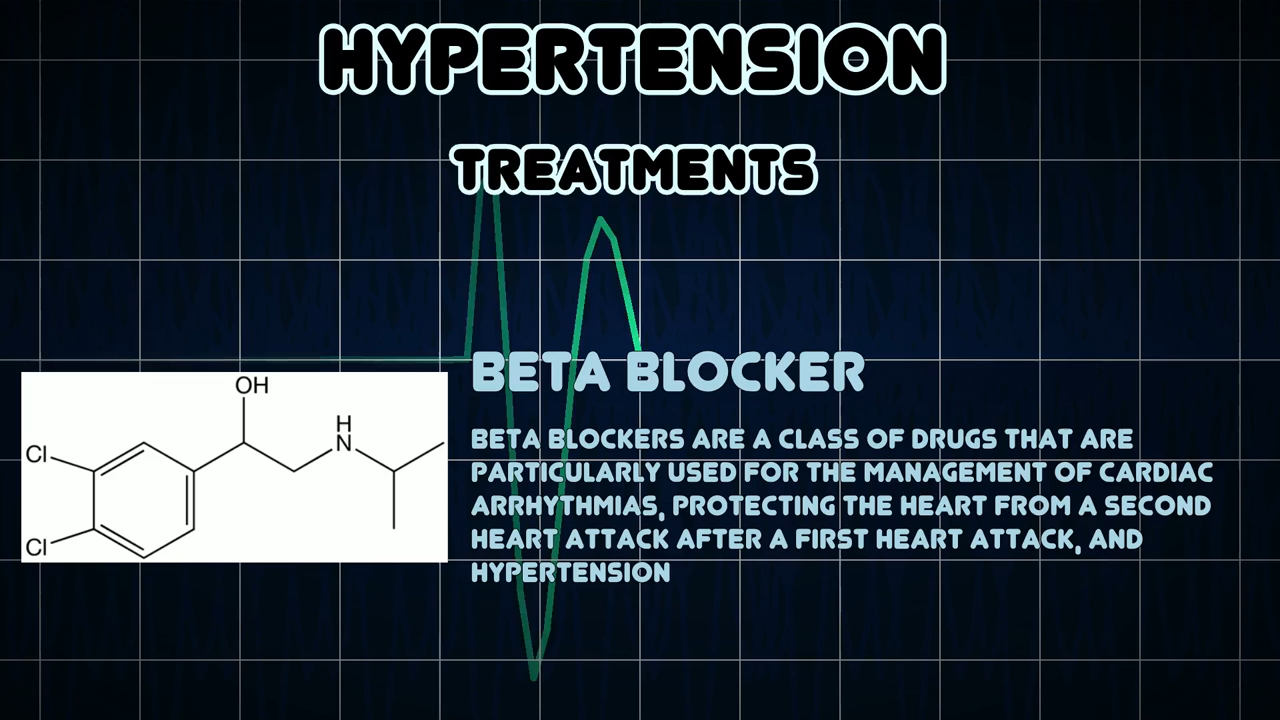 HYPERTENSION
TREATMENTS
BETA BLOCKER
BETA BLOCKERS ARE A CLASS OF DRUGS THAT ARE
PARTICULARLY USED FOR THE MANAGEMENT OF CARDIAC
ARRHYTHMIAS, PROTECTING THE HEART FROM A SECOND
HEART ATTACK AFTER A FIRST HEART ATTACK, AND
HYPERTENSION
OH
H
N
Cl
Cl